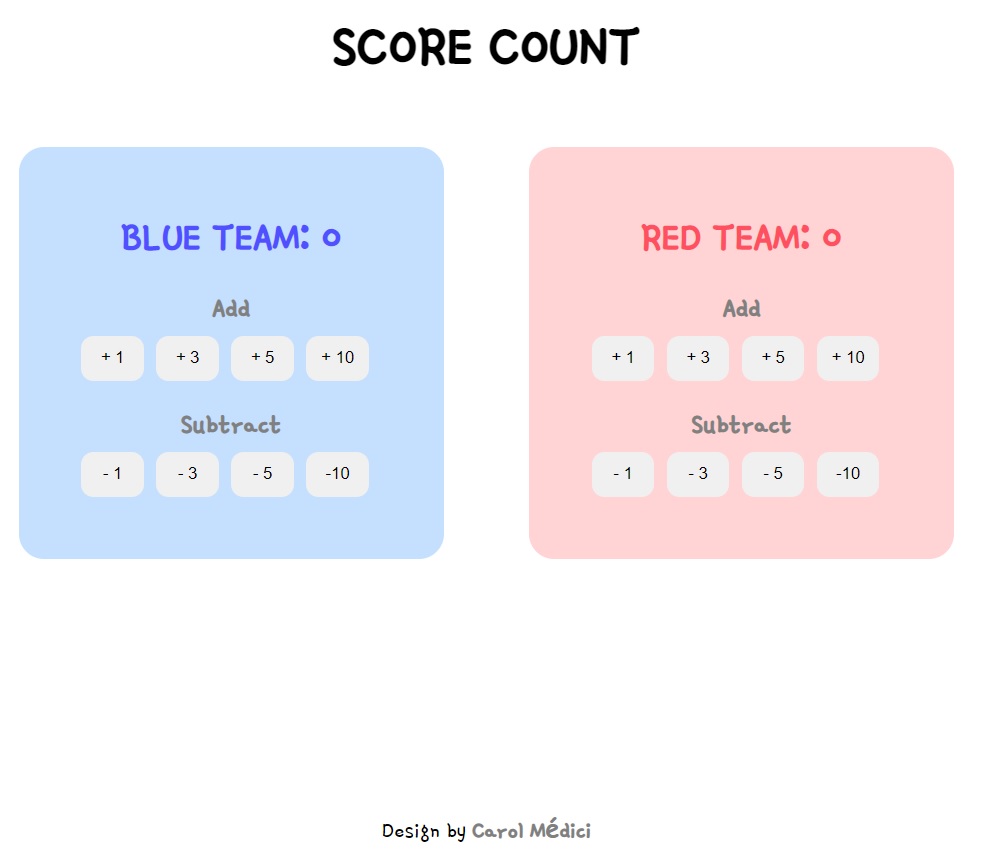 SCORE COUNT
BLUE TEAM: 0
Add
+ 1 + 3 + 5 + 10
Subtract
- 1 - 3 - 5 -10
RED TEAM: 0
Add
+ 1 + 3 + 5 + 10
Subtract
- 1 - 3 - 5 -10
Design by Carol Médici